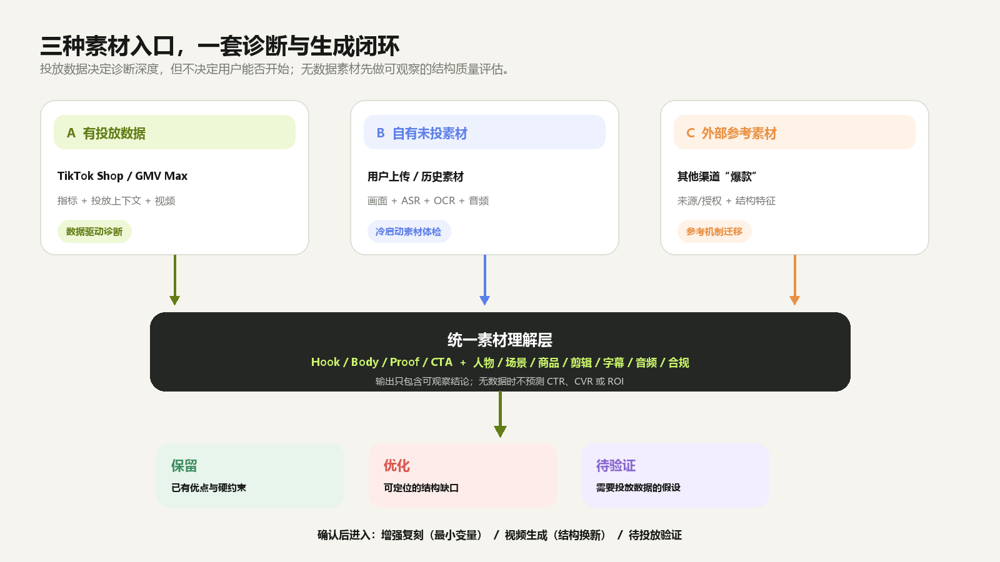 三种素材入口，一套诊断与生成闭环
投放数据决定诊断深度，但不决定用户能否开始；无数据素材先做可观察的结构质量评估。
A 有投放数据
TikTok Shop / GMV Max
指标 + 投放上下文 + 视频
数据驱动诊断
B 自有未投素材
用户上传 / 历史素材
画面 + ASR + OCR + 音频
冷启动素材体检
C 外部参考素材
其他渠道“爆款”
来源/授权 + 结构特征
参考机制迁移
统一素材理解层
Hook / Body / Proof / CTA + 人物 / 场景 / 商品 / 剪辑 / 字幕 / 音频 / 合规
输出只包含可观察结论；无数据时不预测 CTR、CVR 或 ROI
保留
已有优点与硬约束
优化
可定位的结构缺口
待验证
需要投放数据的假设
确认后进入：增强复刻（最小变量） / 视频生成（结构换新） / 待投放验证